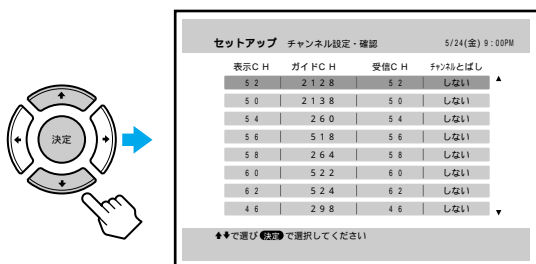 セットアップ チャンネル設定・確認 5/24(金) 9:00PM
表示CH ガイドCH 受信CH チャンネルとばし
52 2128 52 しない
50 2138 50 しない
54 260 54 しない
56 518 56 しない
58 264 58 しない
60 522 60 しない
62 524 62 しない
46 298 46 しない
決定
で選び 決定 で選択してください